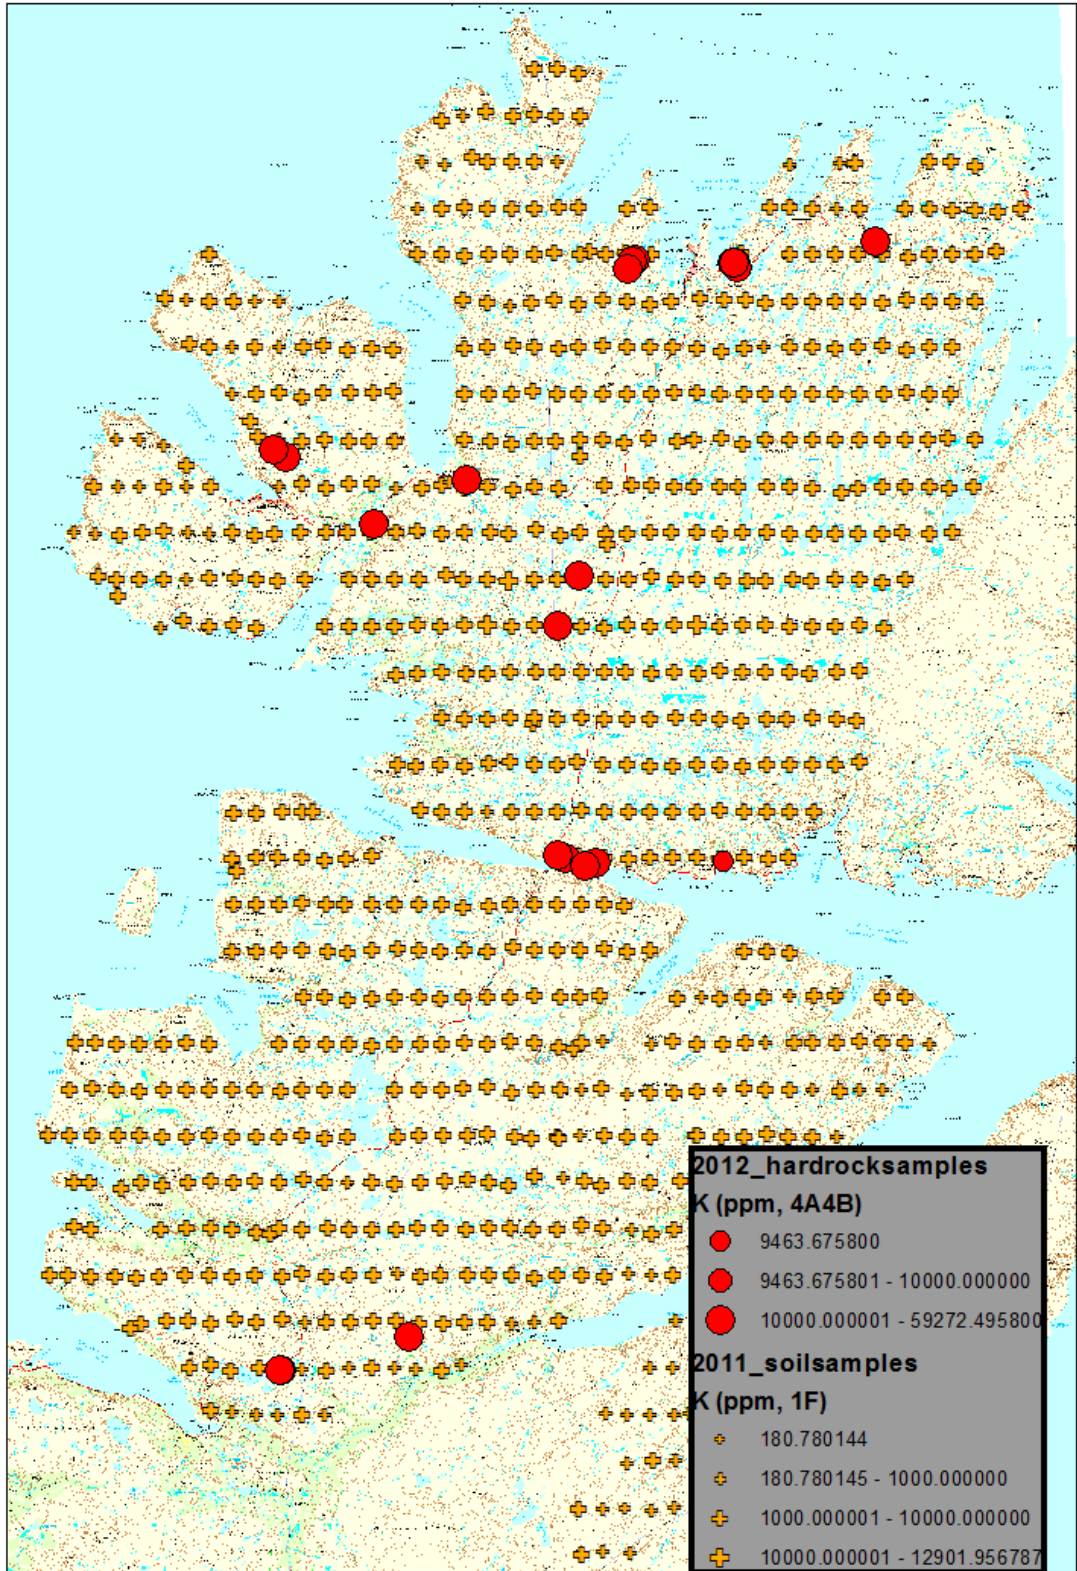 2012_hardrocksamples
K (ppm, 4A4B)
9463.675800
9463.675801 - 10000.000000
10000.000001 - 59272.495800
2011_soilsamples
K (ppm, 1F)
180.780144
180.780145 - 1000.000000
1000.000001 - 10000.000000
10000.000001 - 12901.956787